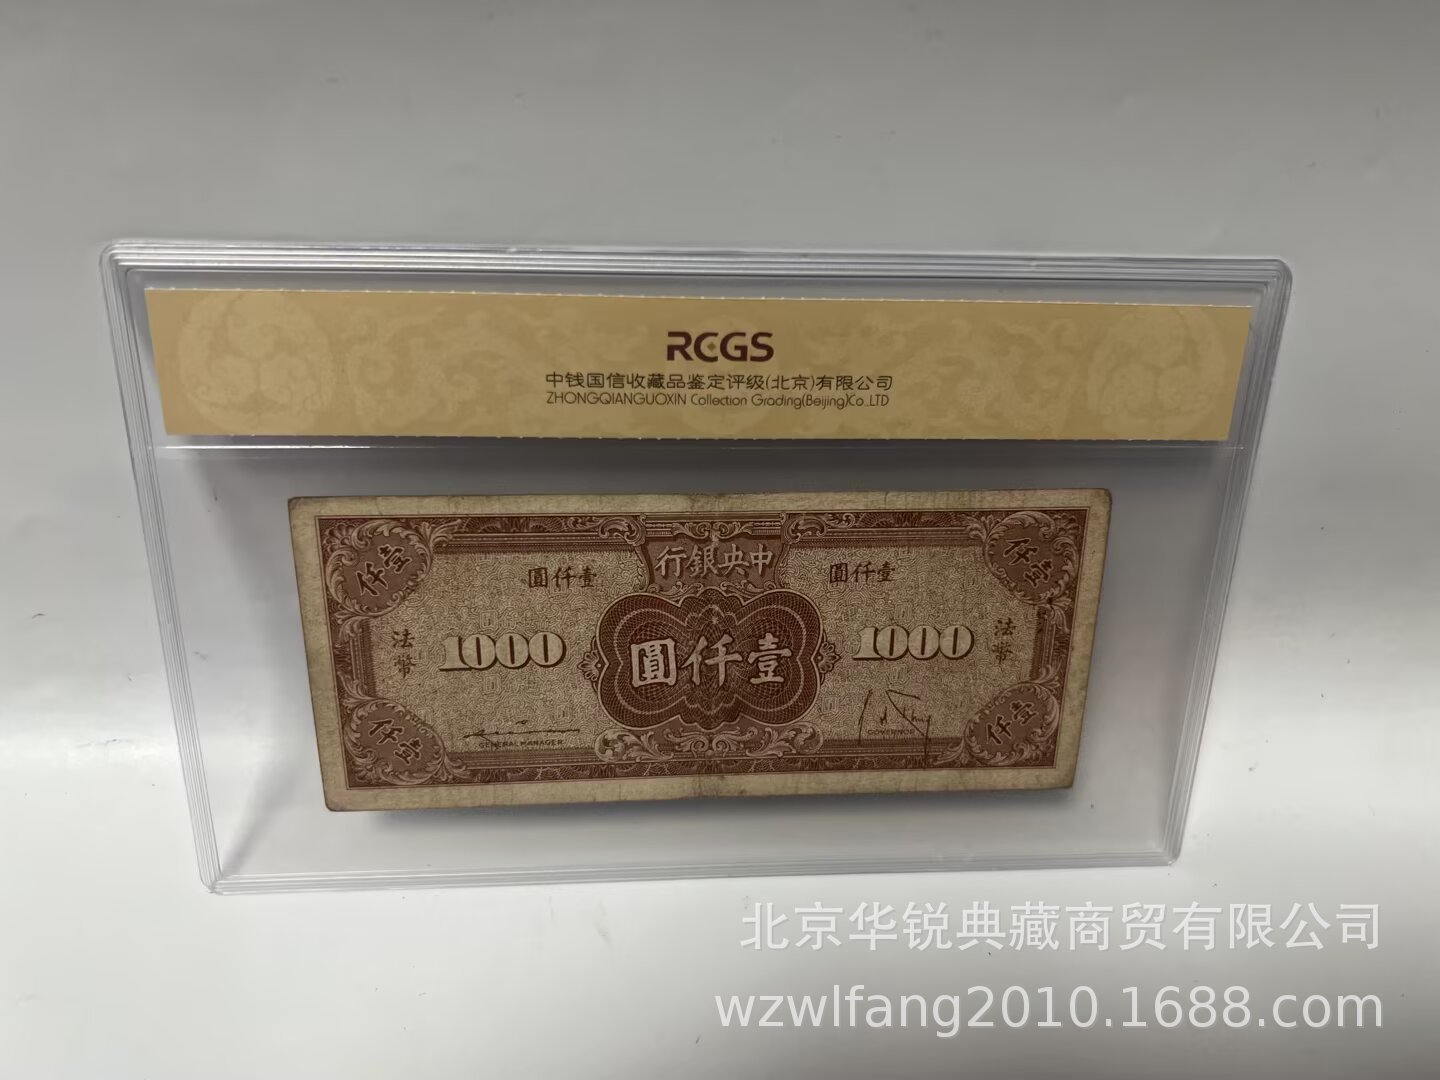 RCGS
中钱国信收藏品鉴定评级(北京)有限公司
ZHONGQIANGUOXIN Collection Grading(Beijing)Co.,LTD
行銀央中
仟壹
仟壹
圓仟壹
圓仟壹
法幣
1000
圓仟壹
1000
法幣
仟壹
仟壹
GENERAL MANAGER
GOVERNOR
北京华锐典藏商贸有限公司
wzwlfang2010.1688.com